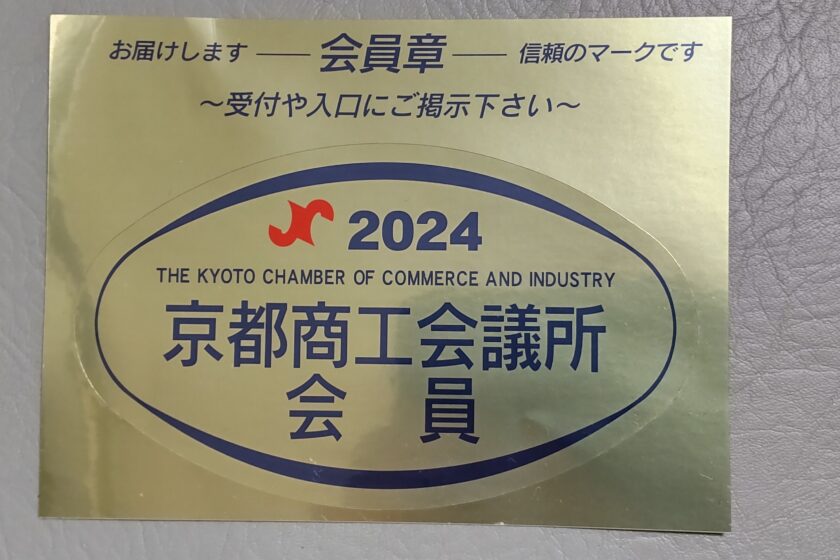 お届けします ── 会員章 ── 信頼のマークです
～受付や入口にご掲示下さい～
2024
THE KYOTO CHAMBER OF COMMERCE AND INDUSTRY
京都商工会議所
会 員